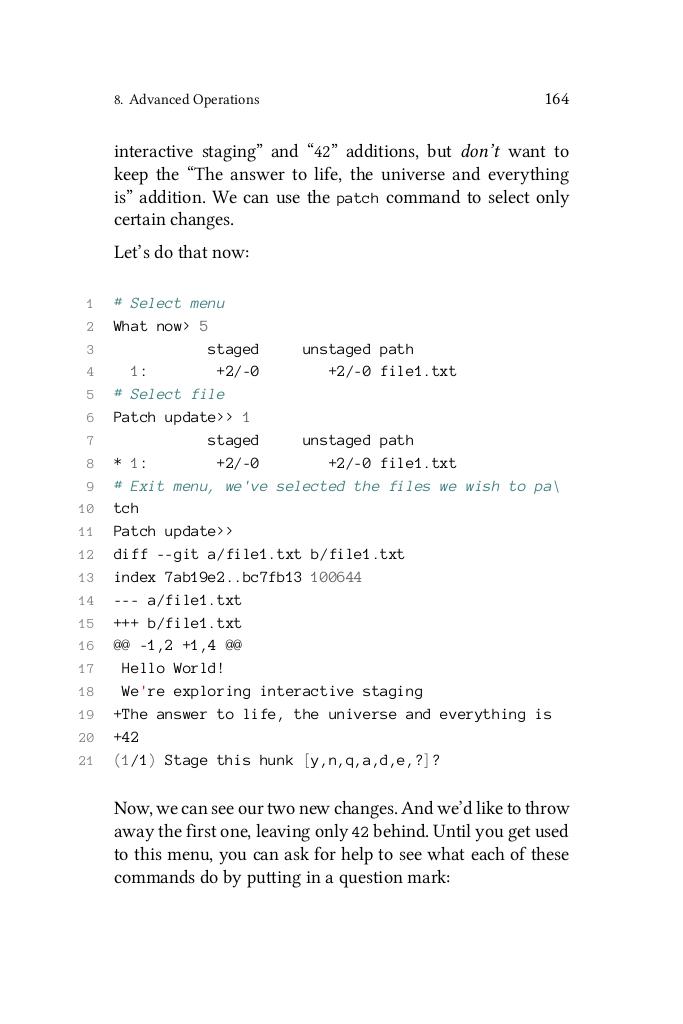 8. Advanced Operations 164
interactive staging” and “42” additions, but don’t want to
keep the “The answer to life, the universe and everything
is” addition. We can use the patch command to select only
certain changes.
Let’s do that now:
1 # Select menu
2 What now> 5
3 staged unstaged path
4 1: +2/-0 +2/-0 file1.txt
5 # Select file
6 Patch update>> 1
7 staged unstaged path
8 * 1: +2/-0 +2/-0 file1.txt
9 # Exit menu, we've selected the files we wish to pa\
10 tch
11 Patch update>>
12 diff --git a/file1.txt b/file1.txt
13 index 7ab19e2..bc7fb13 100644
14 --- a/file1.txt
15 +++ b/file1.txt
16 @@ -1,2 +1,4 @@
17 Hello World!
18 We're exploring interactive staging
19 +The answer to life, the universe and everything is
20 +42
21 (1/1) Stage this hunk [y,n,q,a,d,e,?]?
Now, we can see our two new changes. And we’d like to throw
away the first one, leaving only 42 behind. Until you get used
to this menu, you can ask for help to see what each of these
commands do by putting in a question mark: